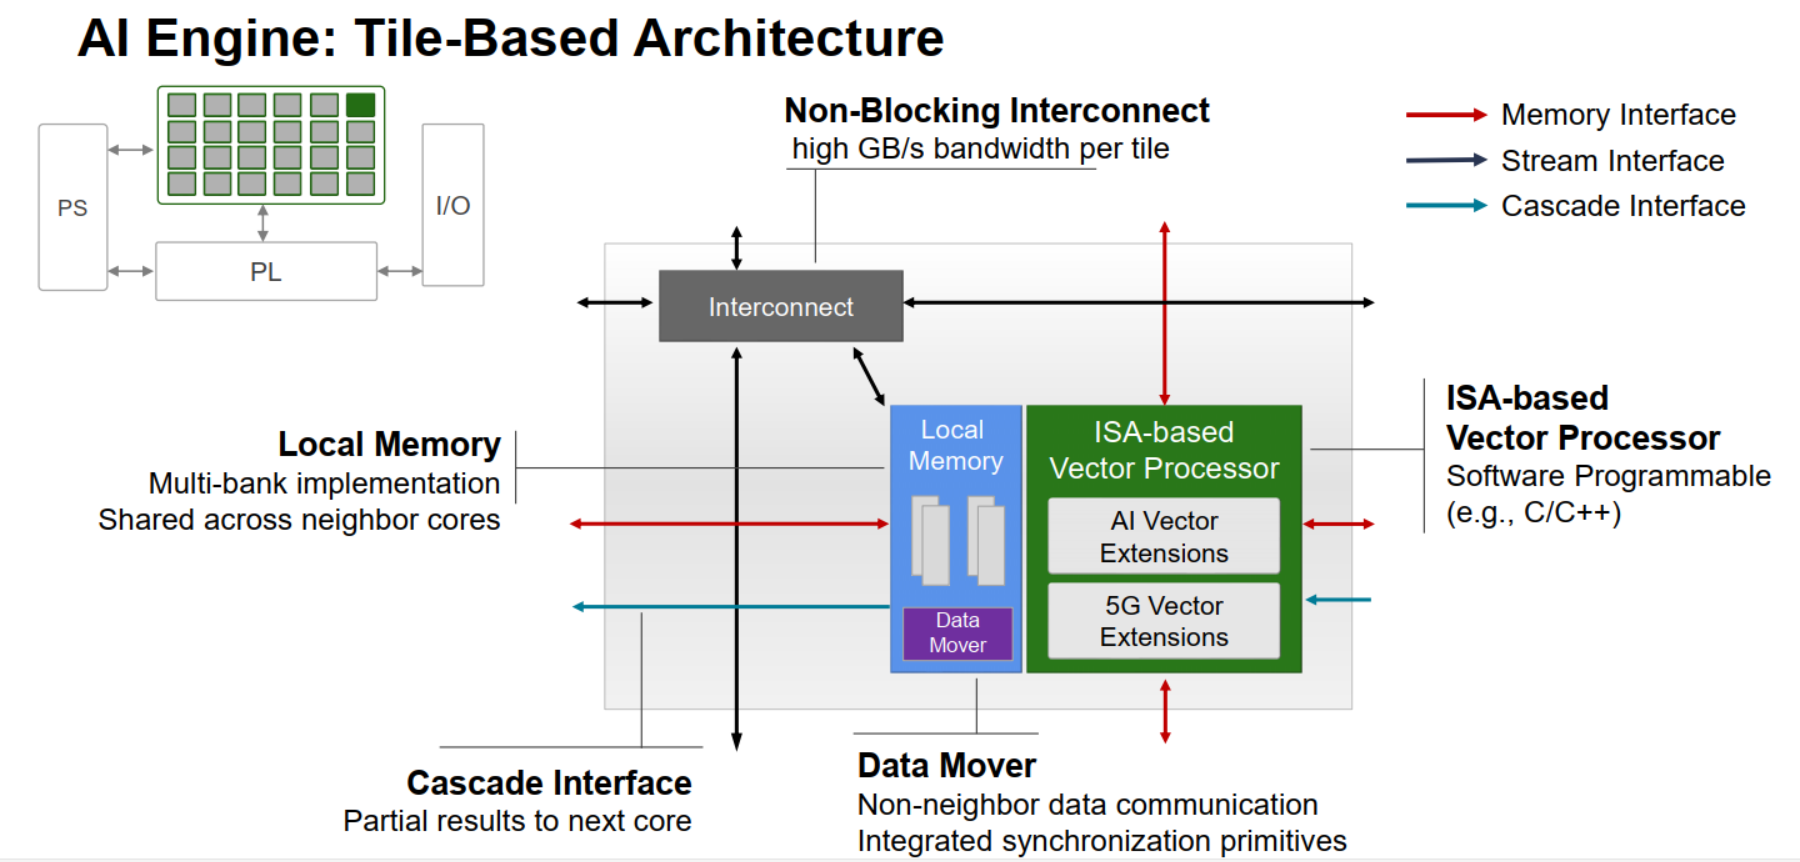 AI Engine: Tile-Based Architecture
PS
I/O
PL
Non-Blocking Interconnect
high GB/s bandwidth per tile
Memory Interface
Stream Interface
Cascade Interface
Interconnect
Local Memory
Multi-bank implementation
Shared across neighbor cores
Local
Memory
Data
Mover
ISA-based
Vector Processor
AI Vector
Extensions
5G Vector
Extensions
ISA-based
Vector Processor
Software Programmable
(e.g., C/C++)
Cascade Interface
Partial results to next core
Data Mover
Non-neighbor data communication
Integrated synchronization primitives